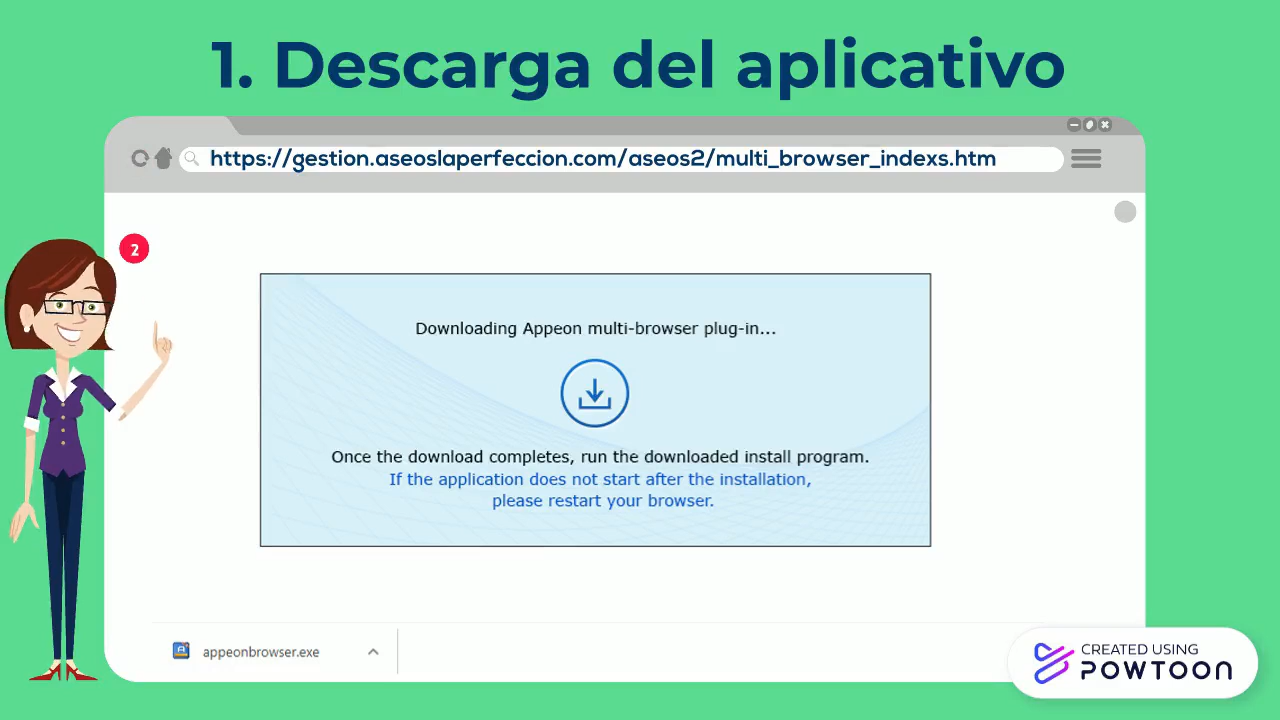 1. Descarga del aplicativo
https://gestion.aseoslaperfeccion.com/aseos2/multi_browser_indexs.htm
2
Downloading Appeon multi-browser plug-in...
Once the download completes, run the downloaded install program.
If the application does not start after the installation,
please restart your browser.
appeonbrowser.exe
CREATED USING
POWTOON